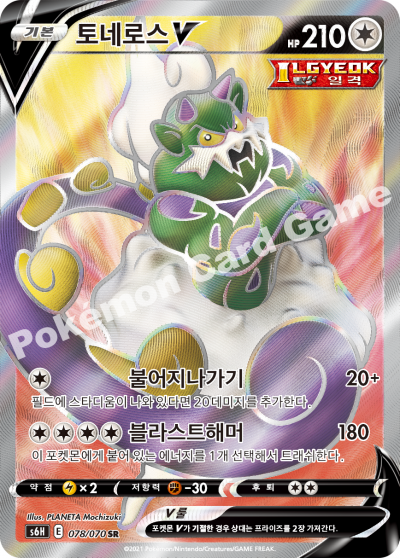 기본 토네로스V HP 210
ILGYEOK
일격
Pokémon Card Game
불어지나가기 20+
필드에 스타디움이 나와 있다면 20데미지를 추가한다.
블라스트해머 180
이 포켓몬에게 붙어 있는 에너지를 1개 선택해서 트래쉬한다.
약점 ×2 저항력 -30 후퇴
Illus. PLANETA Mochizuki
s6H E 078/070 SR
V룰
포켓몬 V가 기절한 경우 상대는 프라이즈를 2장 가져간다.
©2021 Pokémon/Nintendo/Creatures/GAME FREAK.